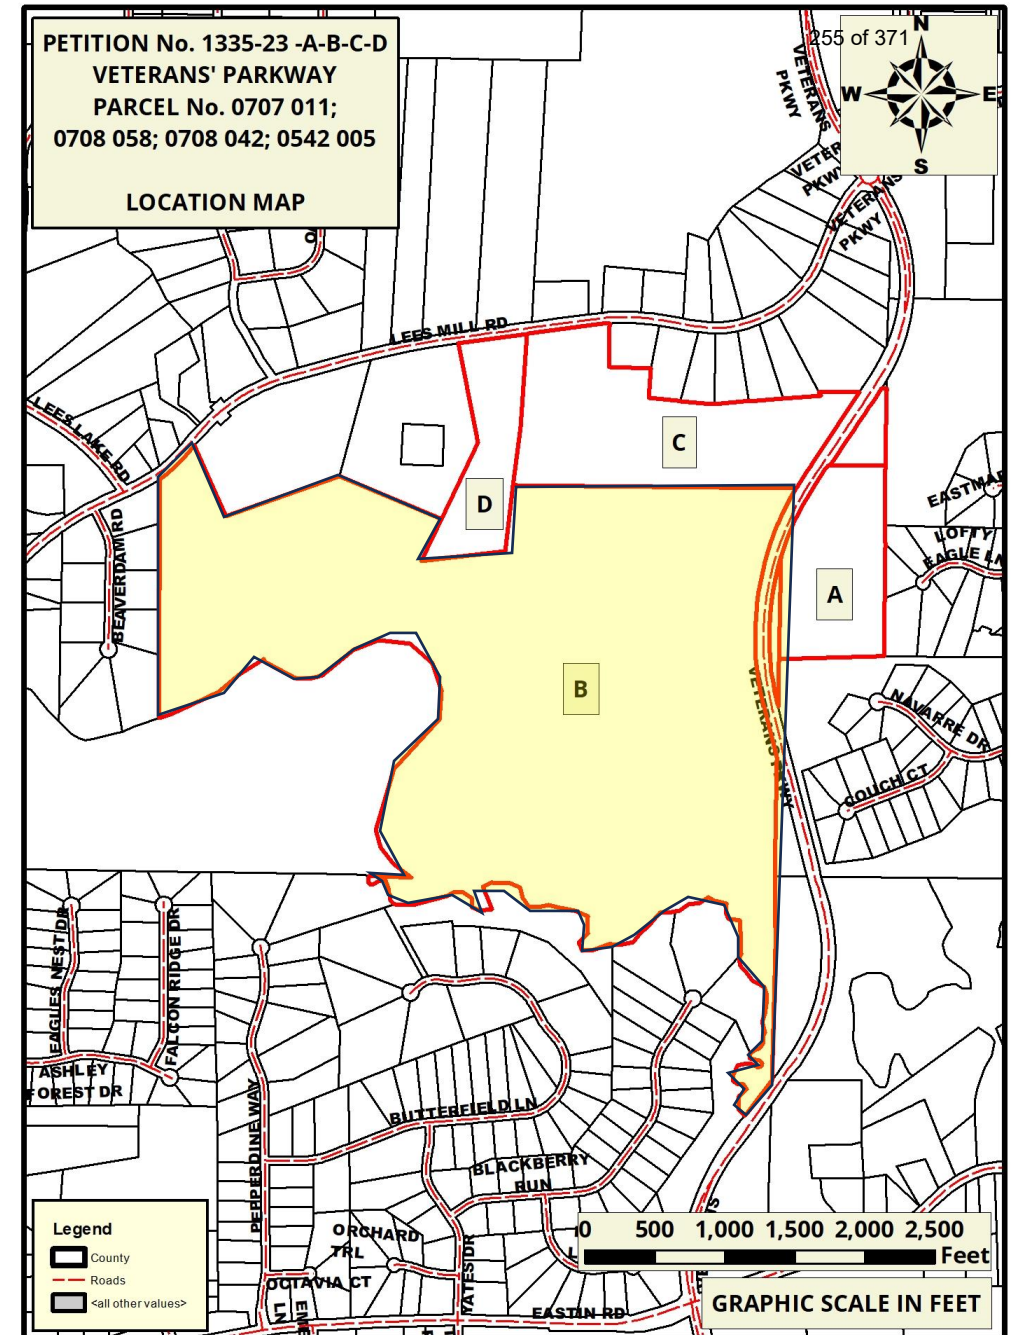 PETITION No. 1335-23 -A-B-C-D
VETERANS' PARKWAY
PARCEL No. 0707 011;
0708 058; 0708 042; 0542 005
LOCATION MAP
255 of 371
N
W
E
S
VETERANS
PKWY
VETERANS
PKWY
LEES MILL RD
LEES LAKE RD
BEAVERDAM RD
C
D
A
B
LOFTY
EAGLE LN
NAVARRE DR
COUCH CT
VETERANS PKWY
EAGLES NEST DR
FALCON RIDGE DR
ASHLEY
FOREST DR
PEPPERDINE WAY
BUTTERFIELD LN
BLACKBERRY
RUN
ORCHARD
TRL
OCTAVIA CT
LN
YATES DR
EASTIN RD
Legend
County
Roads
<all other values>
0 500 1,000 1,500 2,000 2,500
Feet
GRAPHIC SCALE IN FEET